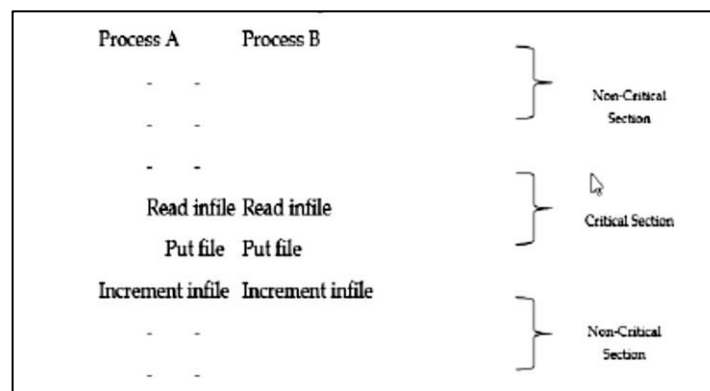 Process A Process B
- -
- -
Non-Critical
Section
- -
Read infile Read infile
Critical Section
Put file Put file
Increment infile Increment infile
- -
Non-Critical
Section
- -